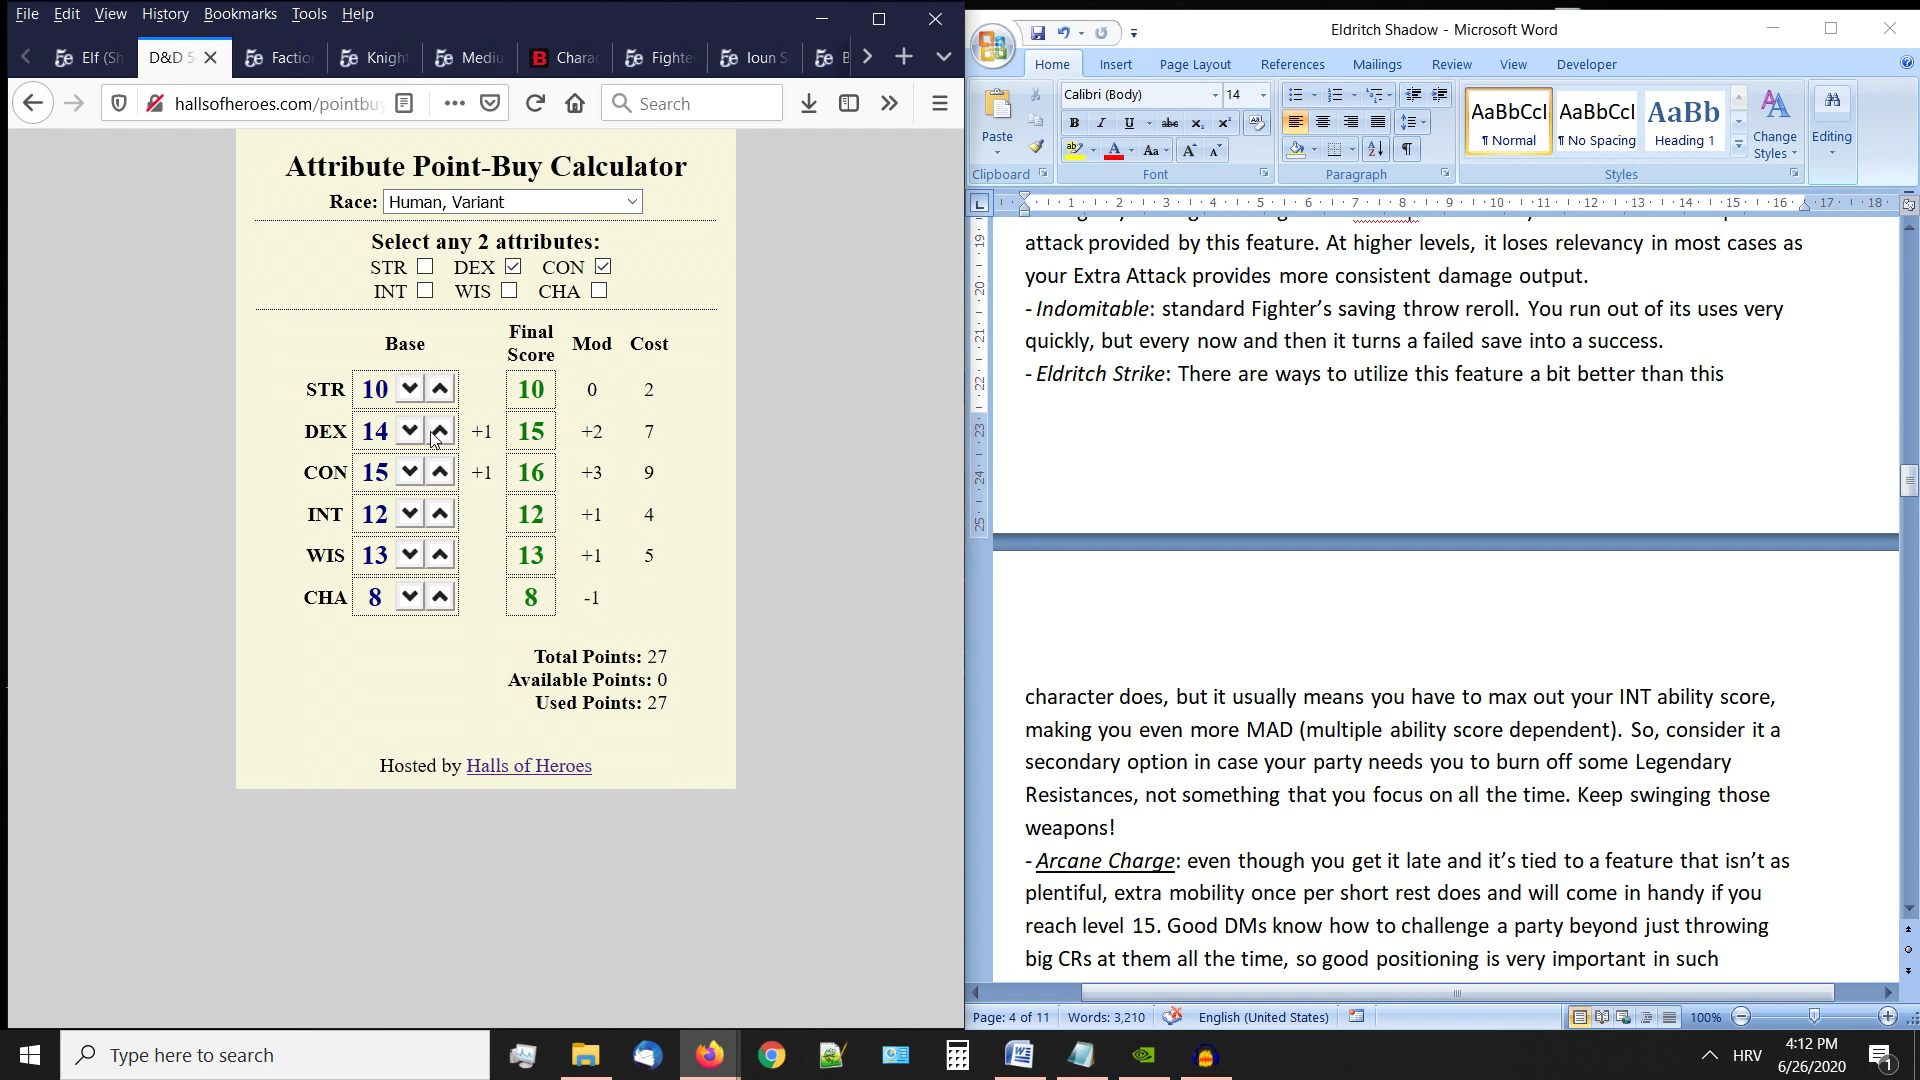 File Edit View History Bookmarks Tools Help
Elf (Sh
D&D 5
Factio
Knight
Mediu
Charac
Fighte
Ioun S
hallsofheroes.com/pointbu
Search
Attribute Point-Buy Calculator
Race: Human, Variant
Select any 2 attributes:
STR DEX CON
INT WIS CHA
Base Final Score Mod Cost
STR 10 10 0 2
DEX 14 +1 15 +2 7
CON 15 +1 16 +3 9
INT 12 12 +1 4
WIS 13 13 +1 5
CHA 8 8 -1
Total Points: 27
Available Points: 0
Used Points: 27
Hosted by Halls of Heroes
Eldritch Shadow - Microsoft Word
Home Insert Page Layout References Mailings Review View Developer
Calibri (Body) 14
Paste
AaBbCcI AaBbCcI AaBb
¶ Normal ¶ No Spacing Heading 1
Change Styles
Editing
Clipboard Font Paragraph Styles
attack provided by this feature. At higher levels, it loses relevancy in most cases as
your Extra Attack provides more consistent damage output.
- Indomitable: standard Fighter’s saving throw reroll. You run out of its uses very
quickly, but every now and then it turns a failed save into a success.
- Eldritch Strike: There are ways to utilize this feature a bit better than this
character does, but it usually means you have to max out your INT ability score,
making you even more MAD (multiple ability score dependent). So, consider it a
secondary option in case your party needs you to burn off some Legendary
Resistances, not something that you focus on all the time. Keep swinging those
weapons!
- Arcane Charge: even though you get it late and it’s tied to a feature that isn’t as
plentiful, extra mobility once per short rest does and will come in handy if you
reach level 15. Good DMs know how to challenge a party beyond just throwing
big CRs at them all the time, so good positioning is very important in such
Page: 4 of 11 Words: 3,210 English (United States) 100%
Type here to search
HRV
4:12 PM
6/26/2020
1